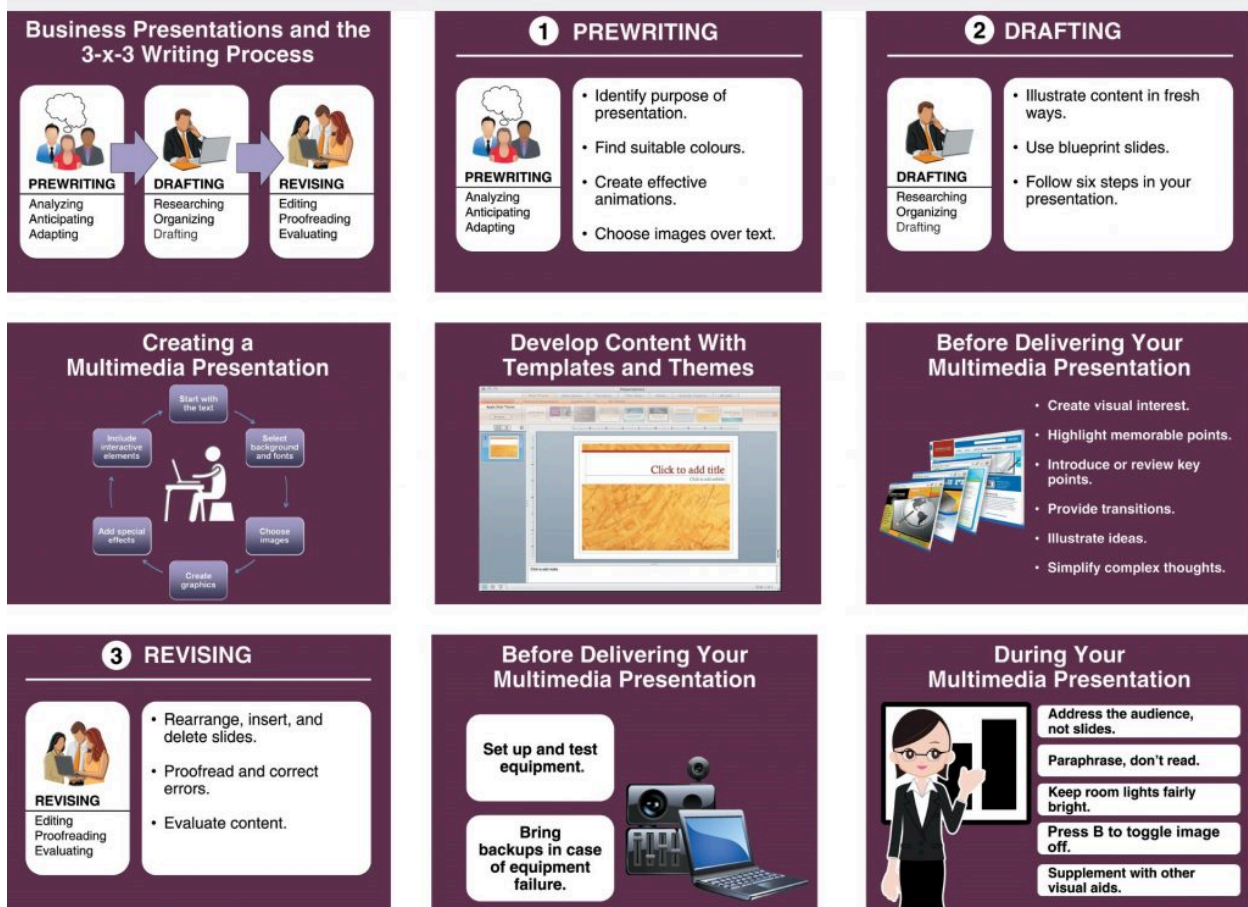 Business Presentations and the
3-x-3 Writing Process
PREWRITING
Analyzing
Anticipating
Adapting
DRAFTING
Researching
Organizing
Drafting
REVISING
Editing
Proofreading
Evaluating
1 PREWRITING
PREWRITING
Analyzing
Anticipating
Adapting
• Identify purpose of
presentation.
• Find suitable colours.
• Create effective
animations.
• Choose images over text.
2 DRAFTING
DRAFTING
Researching
Organizing
Drafting
• Illustrate content in fresh
ways.
• Use blueprint slides.
• Follow six steps in your
presentation.
Creating a
Multimedia Presentation
Start with
the text
Select
background
and fonts
Choose
images
Create
graphics
Add special
effects
Include
interactive
elements
Develop Content With
Templates and Themes
Click to add title
Click to add subtitle
Click to add notes
Before Delivering Your
Multimedia Presentation
• Create visual interest.
• Highlight memorable points.
• Introduce or review key
points.
• Provide transitions.
• Illustrate ideas.
• Simplify complex thoughts.
3 REVISING
REVISING
Editing
Proofreading
Evaluating
• Rearrange, insert, and
delete slides.
• Proofread and correct
errors.
• Evaluate content.
Before Delivering Your
Multimedia Presentation
Set up and test
equipment.
Bring
backups in case
of equipment
failure.
During Your
Multimedia Presentation
Address the audience,
not slides.
Paraphrase, don't read.
Keep room lights fairly
bright.
Press B to toggle image
off.
Supplement with other
visual aids.